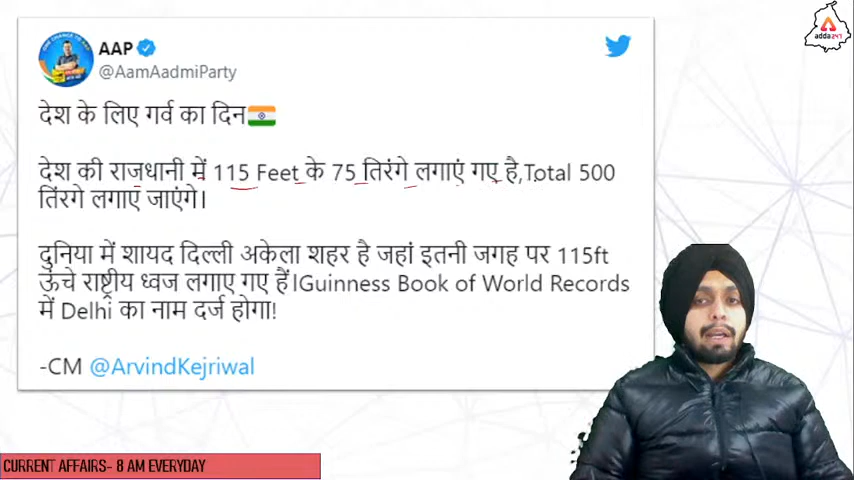 AAP
@AamAadmiParty
adda247
देश के लिए गर्व का दिन🇮🇳
देश की राजधानी में 115 Feet के 75 तिरंगे लगाएं गए है,Total 500
तिंरगे लगाए जाएंगे।
दुनिया में शायद दिल्ली अकेला शहर है जहां इतनी जगह पर 115ft
ऊंचे राष्ट्रीय ध्वज लगाए गए हैं।Guinness Book of World Records
में Delhi का नाम दर्ज होगा!
-CM @ArvindKejriwal
CURRENT AFFAIRS- 8 AM EVERYDAY